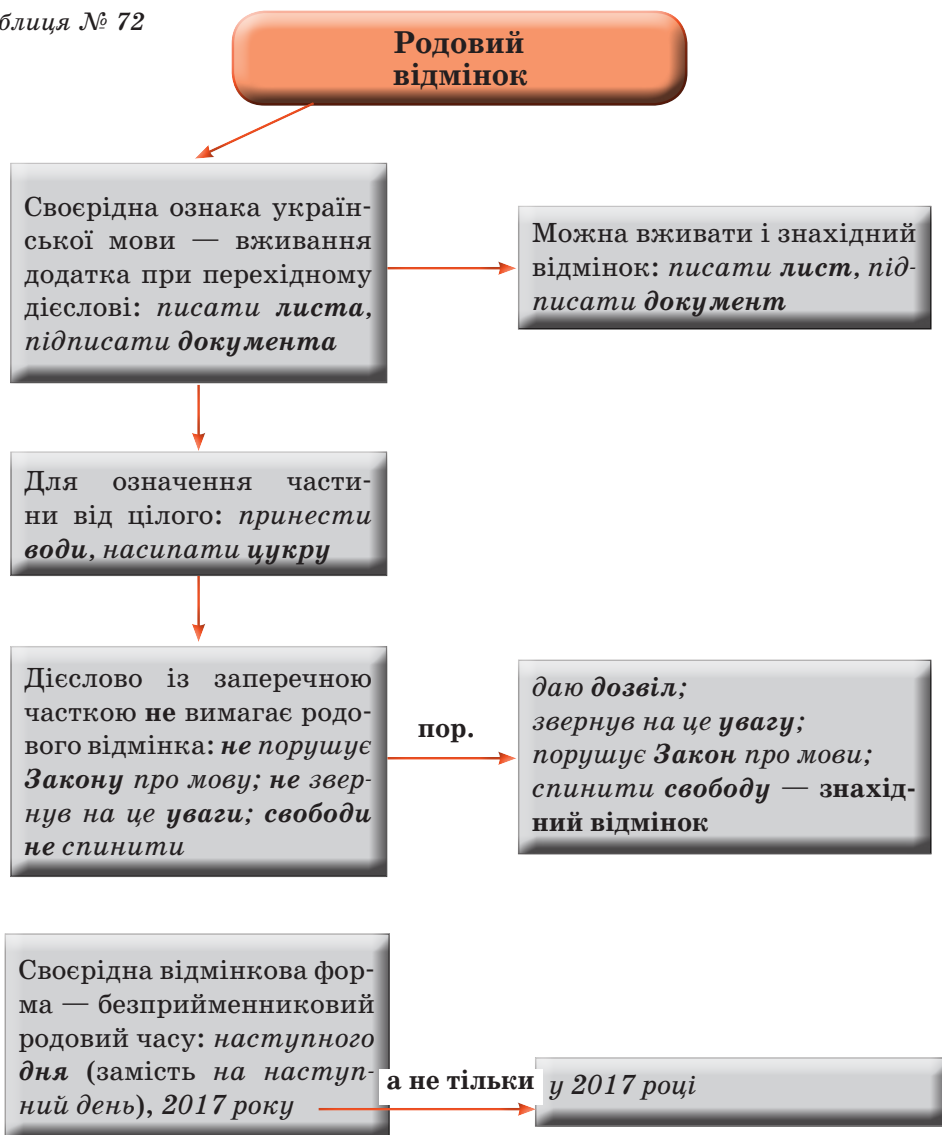 блиця № 72
Родовий
відмінок
Своєрідна ознака україн-
ської мови — вживання
додатка при перехідному
дієслові: писати листа,
підписати документа
Можна вживати і знахідний
відмінок: писати лист, під-
писати документ
Для означення части-
ни від цілого: принести
води, насипати цукру
Дієслово із заперечною
часткою не вимагає родо-
вого відмінка: не порушує
Закону про мову; не звер-
нув на це уваги; свободи
не спинити
пор.
даю дозвіл;
звернув на це увагу;
порушує Закон про мови;
спинити свободу — знахід-
ний відмінок
Своєрідна відмінкова фор-
ма — безприйменниковий
родовий часу: наступного
дня (замість на наступ-
ний день), 2017 року
а не тільки
у 2017 році